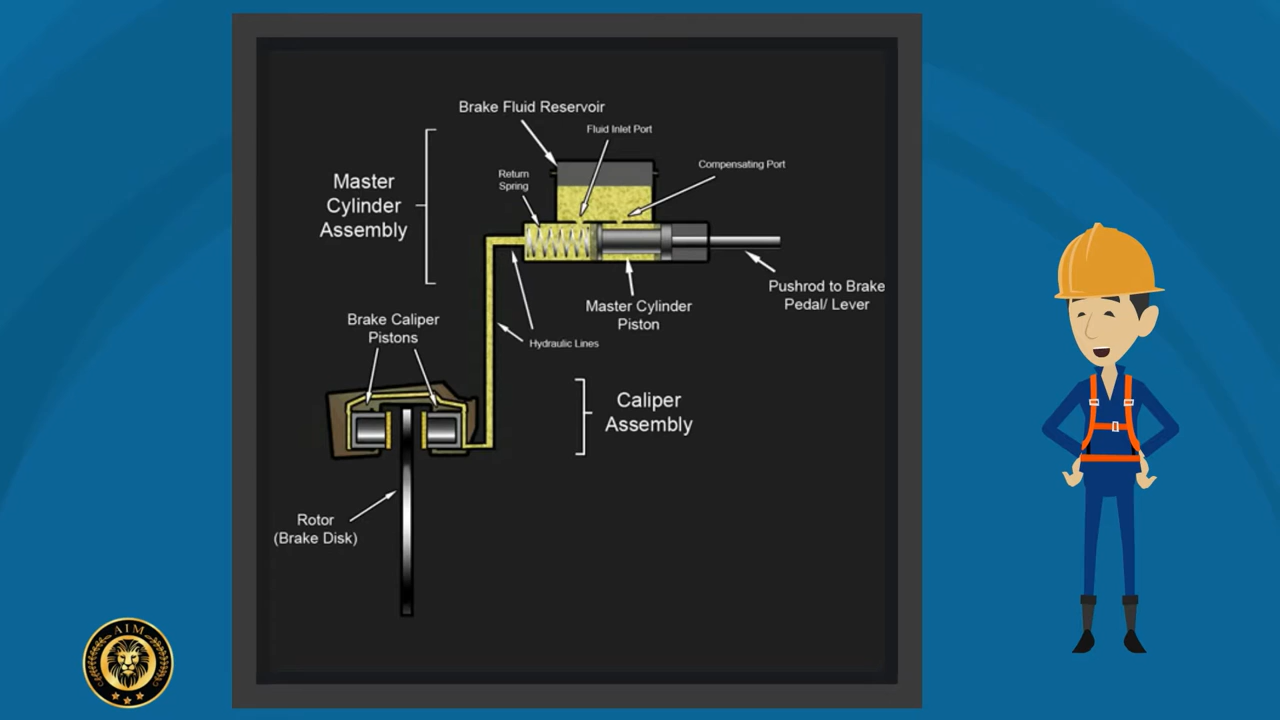 Brake Fluid Reservoir
Fluid Inlet Port
Compensating Port
Return
Spring
Master
Cylinder
Assembly
Pushrod to Brake
Pedal/ Lever
Master Cylinder
Piston
Brake Caliper
Pistons
Hydraulic Lines
Caliper
Assembly
Rotor
(Brake Disk)
AIM